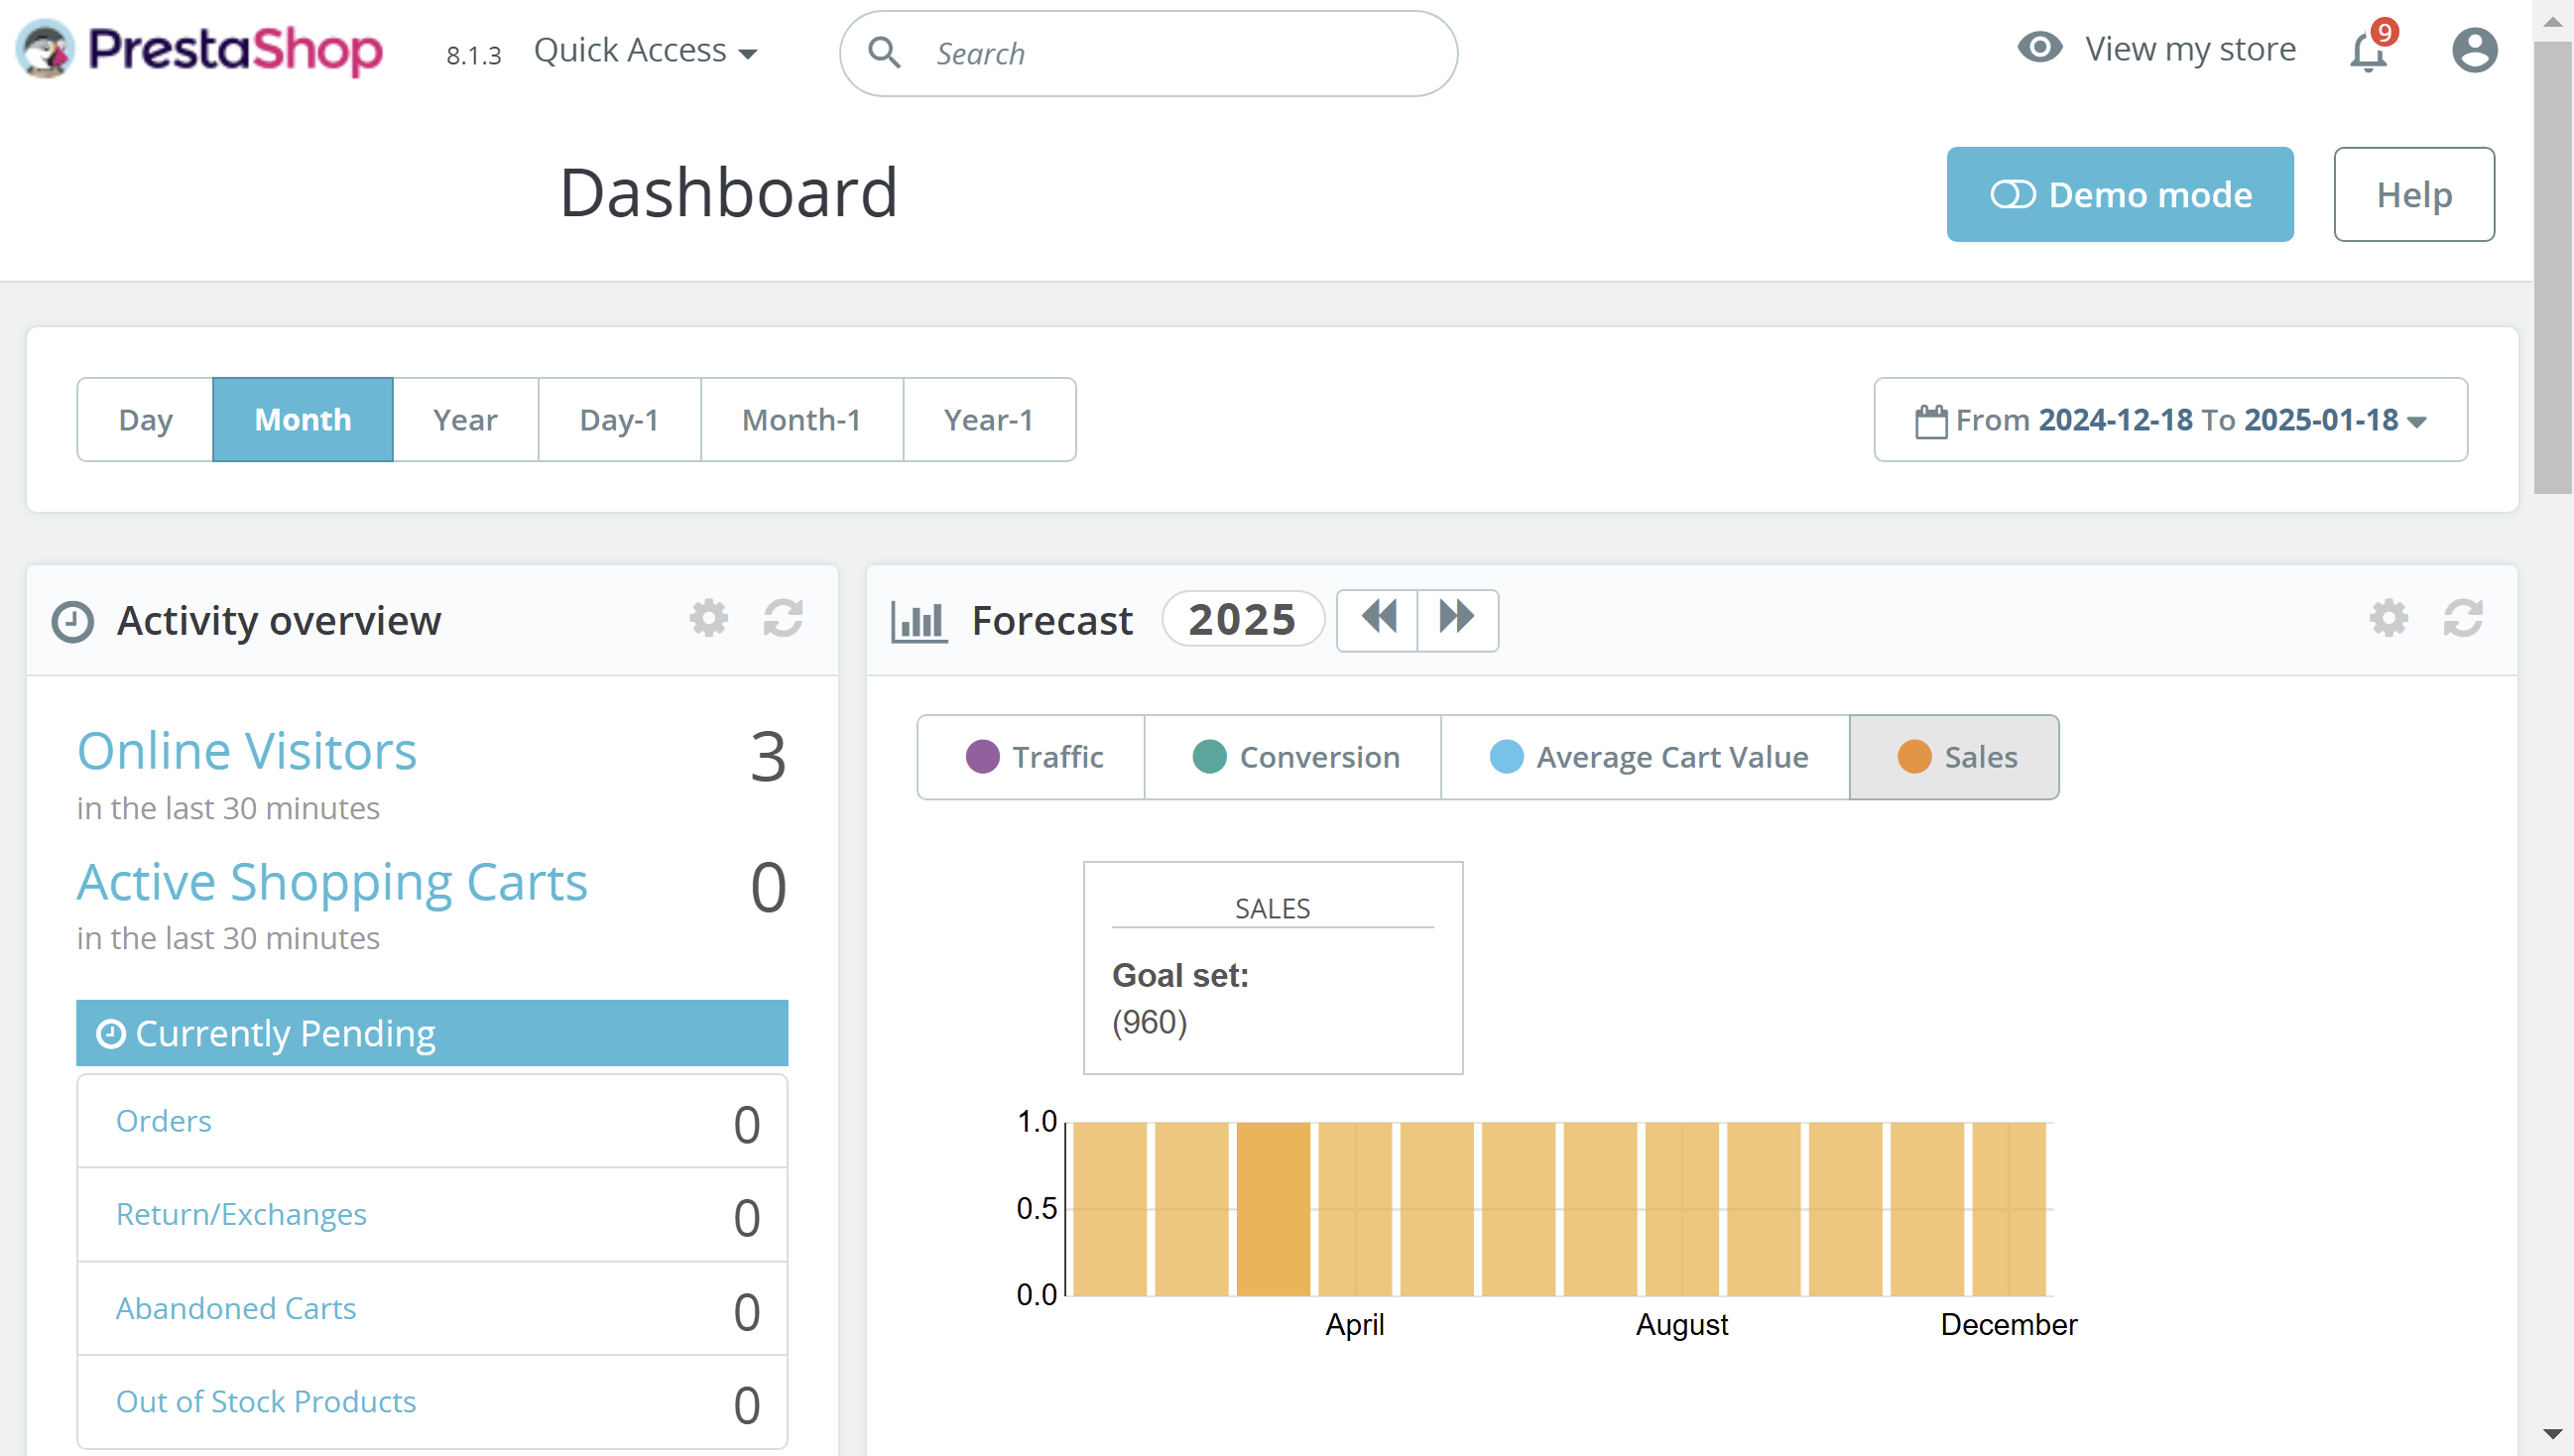 PrestaShop 8.1.3 Quick Access Search View my store 9
Dashboard Demo mode Help
Day Month Year Day-1 Month-1 Year-1 From 2024-12-18 To 2025-01-18
Activity overview
Online Visitors 3
in the last 30 minutes
Active Shopping Carts 0
in the last 30 minutes
Currently Pending
Orders 0
Return/Exchanges 0
Abandoned Carts 0
Out of Stock Products 0
Forecast 2025
Traffic Conversion Average Cart Value Sales
SALES
Goal set:
(960)
1.0
0.5
0.0
April August December